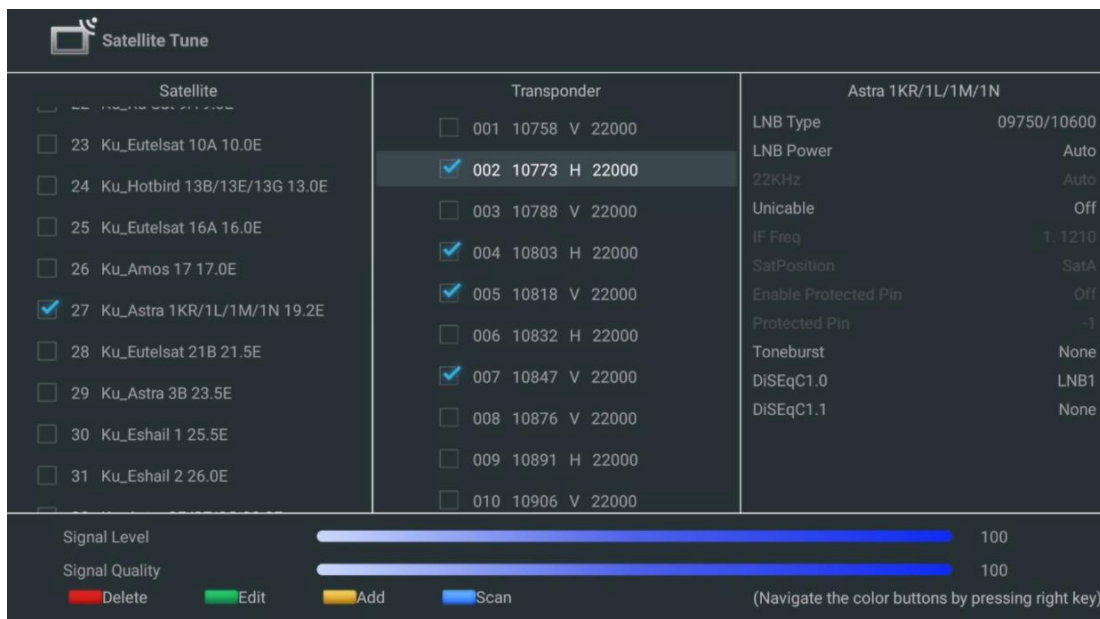 Satellite Tune
Satellite
23 Ku_Eutelsat 10A 10.0E
24 Ku_Hotbird 13B/13E/13G 13.0E
25 Ku_Eutelsat 16A 16.0E
26 Ku_Amos 17 17.0E
27 Ku_Astra 1KR/1L/1M/1N 19.2E
28 Ku_Eutelsat 21B 21.5E
29 Ku_Astra 3B 23.5E
30 Ku_Eshail 1 25.5E
31 Ku_Eshail 2 26.0E
Transponder
001 10758 V 22000
002 10773 H 22000
003 10788 V 22000
004 10803 H 22000
005 10818 V 22000
006 10832 H 22000
007 10847 V 22000
008 10876 V 22000
009 10891 H 22000
010 10906 V 22000
Astra 1KR/1L/1M/1N
LNB Type 09750/10600
LNB Power Auto
22KHz Auto
Unicable Off
IF Freq 1. 1210
SatPosition SatA
Enable Protected Pin Off
Protected Pin -1
Toneburst None
DiSEqC1.0 LNB1
DiSEqC1.1 None
Signal Level 100
Signal Quality 100
Delete Edit Add Scan (Navigate the color buttons by pressing right key)